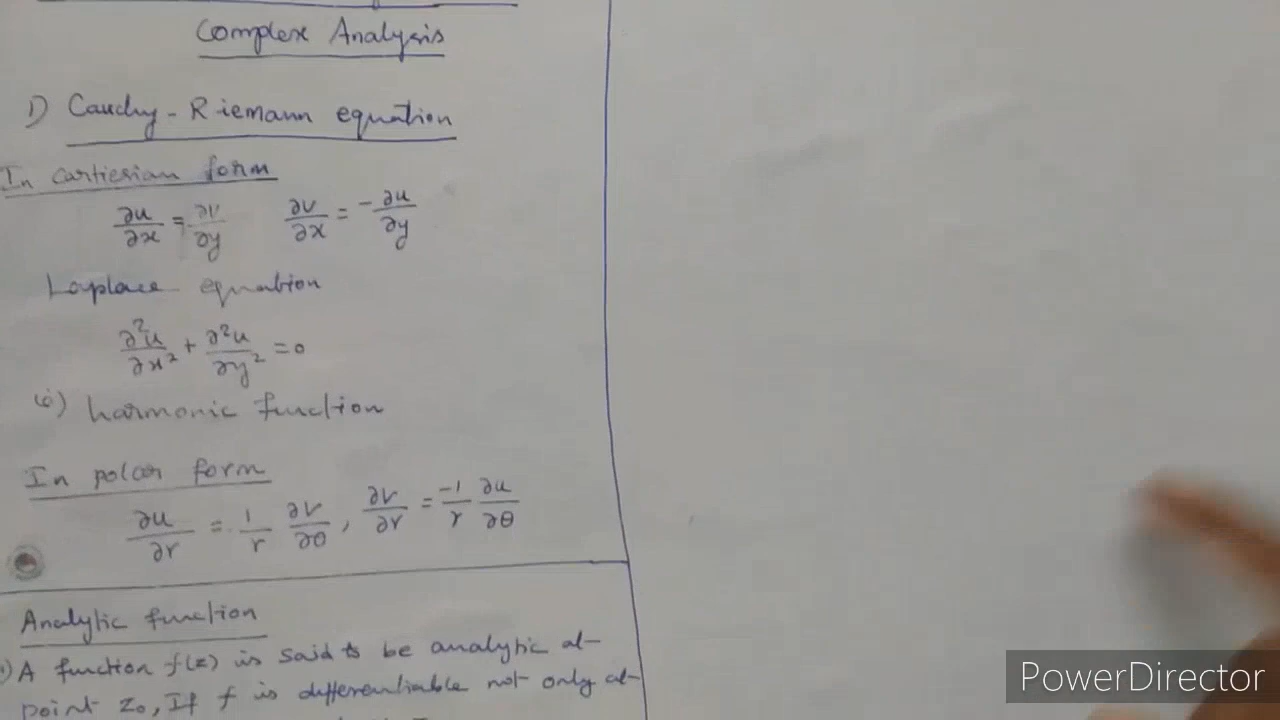 Complex Analysis
1) Cauchy - Riemann equation
In cartiesian form
∂u/∂x = ∂v/∂y   ∂v/∂x = -∂u/∂y
Laplace equation
∂²u/∂x² + ∂²u/∂y² = 0
harmonic function
In polar form
∂u/∂r = 1/r ∂v/∂θ , ∂v/∂r = -1/r ∂u/∂θ
Analytic function
A function f(z) is said to be analytic at
point z₀, If f is differentiable not only at
PowerDirector